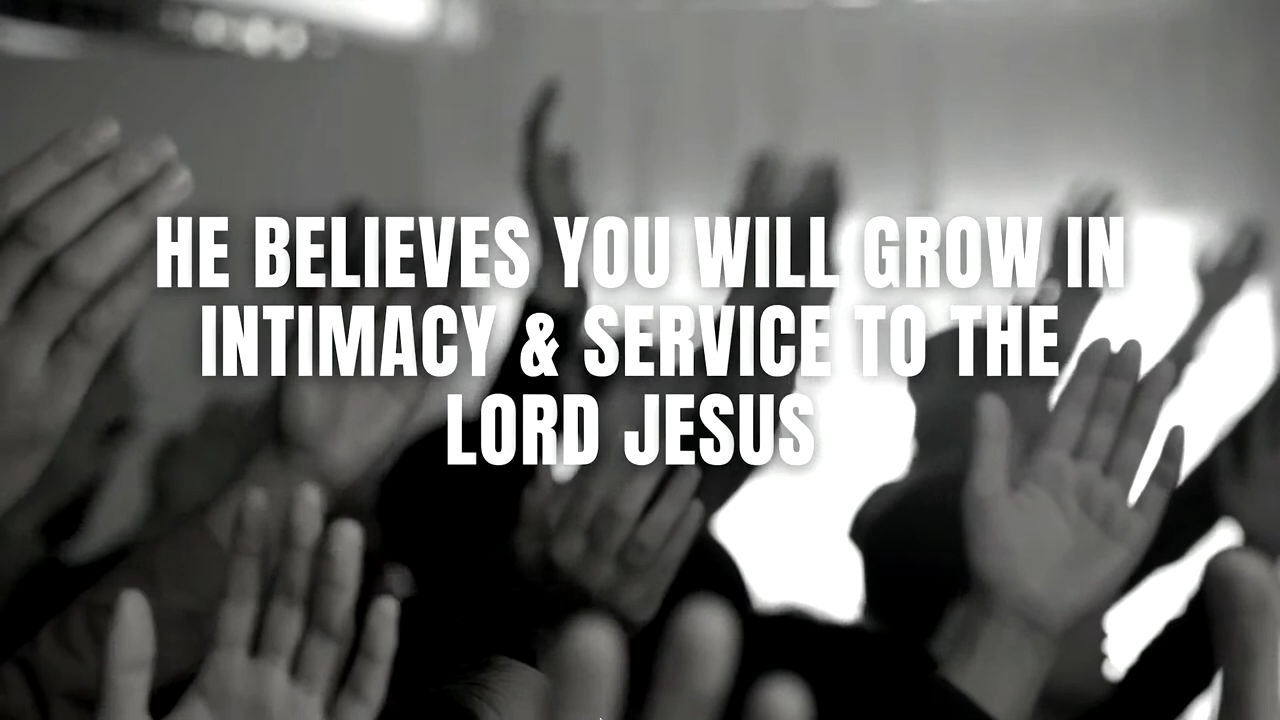 HE BELIEVES YOU WILL GROW IN
INTIMACY & SERVICE TO THE
LORD JESUS